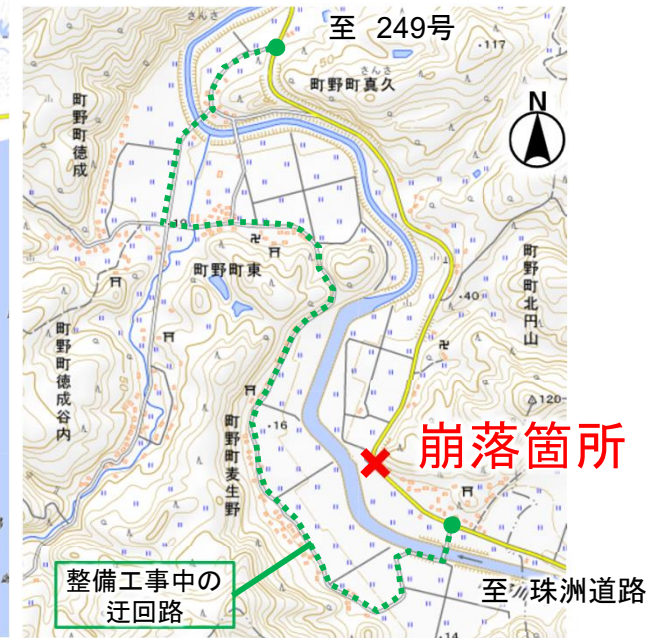 さんさ
至 249号
・117
さんさ
町野町真久
N
町野町徳成
・19
町野町東
町野町北円山
・40
50
町野町徳成谷内
50
△120
崩落箇所
町野町麦生野
・16
整備工事中の
迂回路
至 珠洲道路
・14